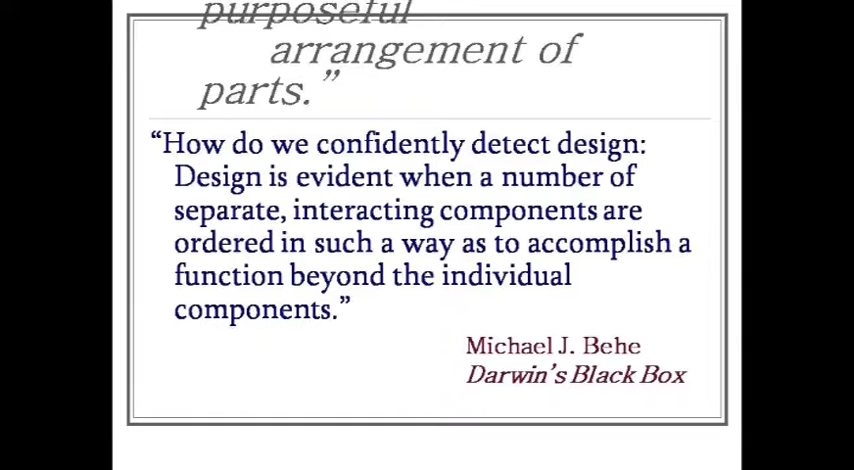 purposeful
arrangement of
parts.”
“How do we confidently detect design:
Design is evident when a number of
separate, interacting components are
ordered in such a way as to accomplish a
function beyond the individual
components.”
Michael J. Behe
Darwin’s Black Box